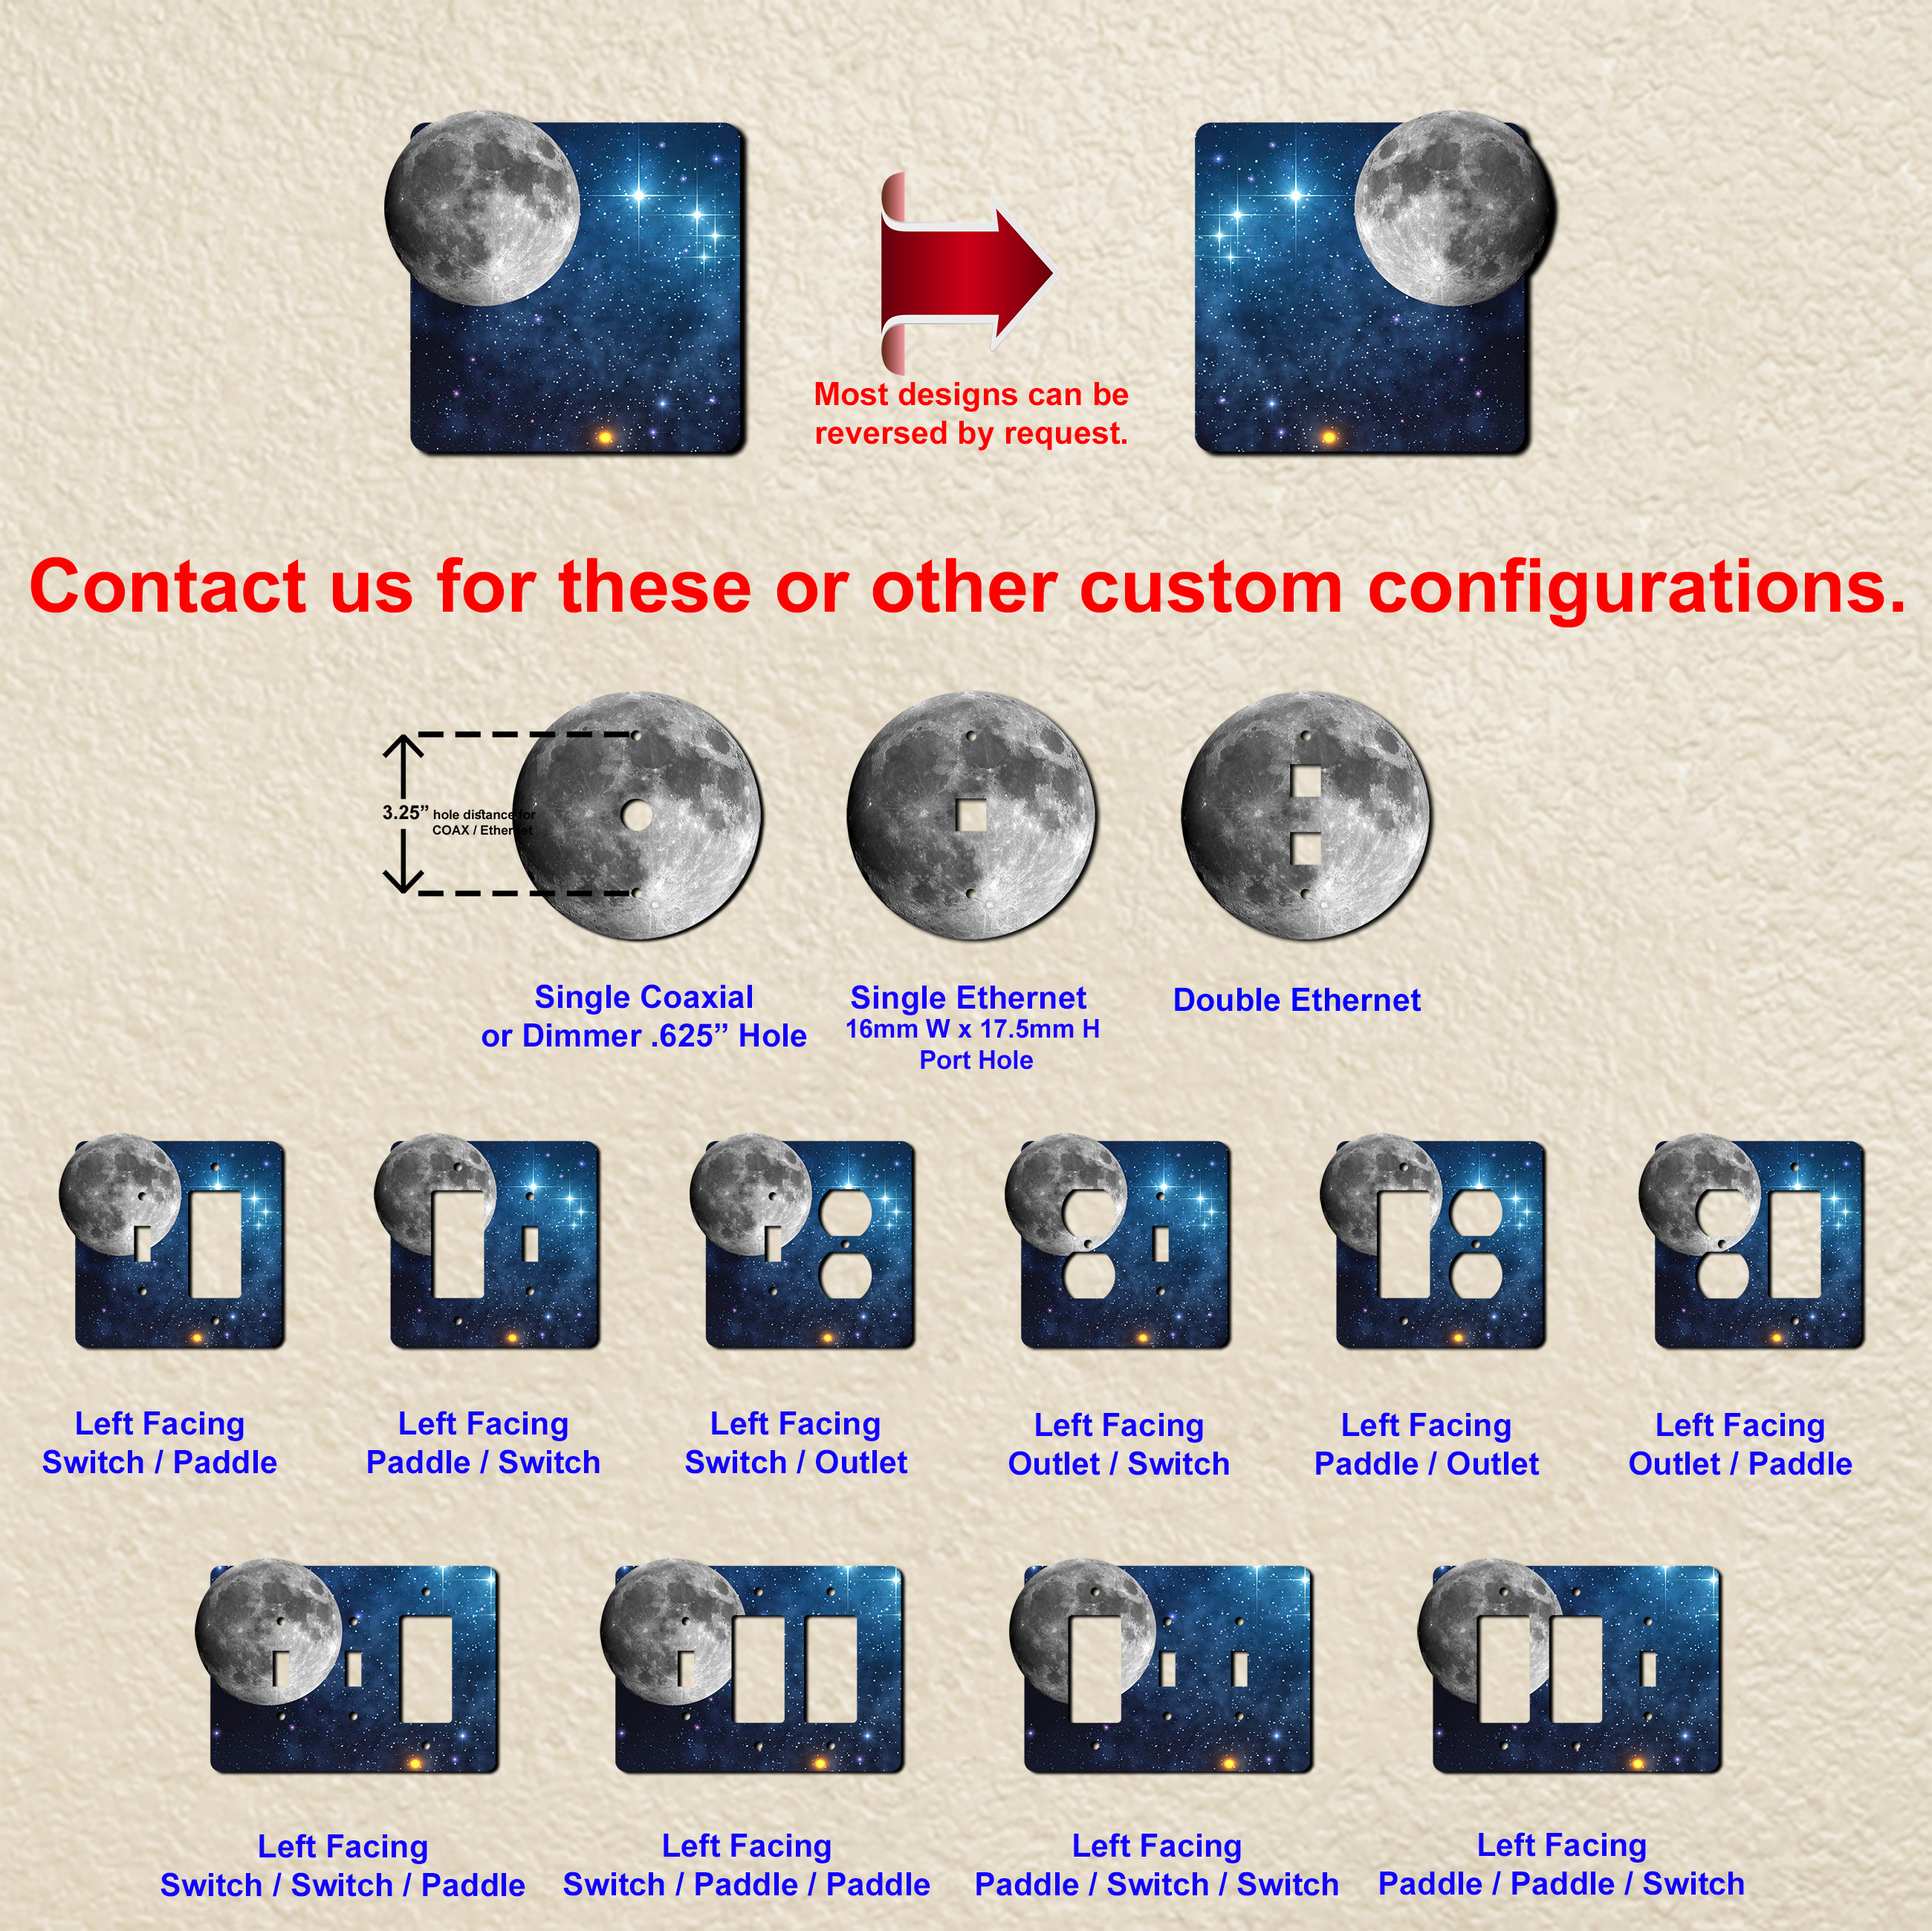 Most designs can be
reversed by request.
Contact us for these or other custom configurations.
3.25” hole distance for
COAX / Ethernet
Single Coaxial
or Dimmer .625” Hole
Single Ethernet
16mm W x 17.5mm H
Port Hole
Double Ethernet
Left Facing
Switch / Paddle
Left Facing
Paddle / Switch
Left Facing
Switch / Outlet
Left Facing
Outlet / Switch
Left Facing
Paddle / Outlet
Left Facing
Outlet / Paddle
Left Facing
Switch / Switch / Paddle
Left Facing
Switch / Paddle / Paddle
Left Facing
Paddle / Switch / Switch
Left Facing
Paddle / Paddle / Switch